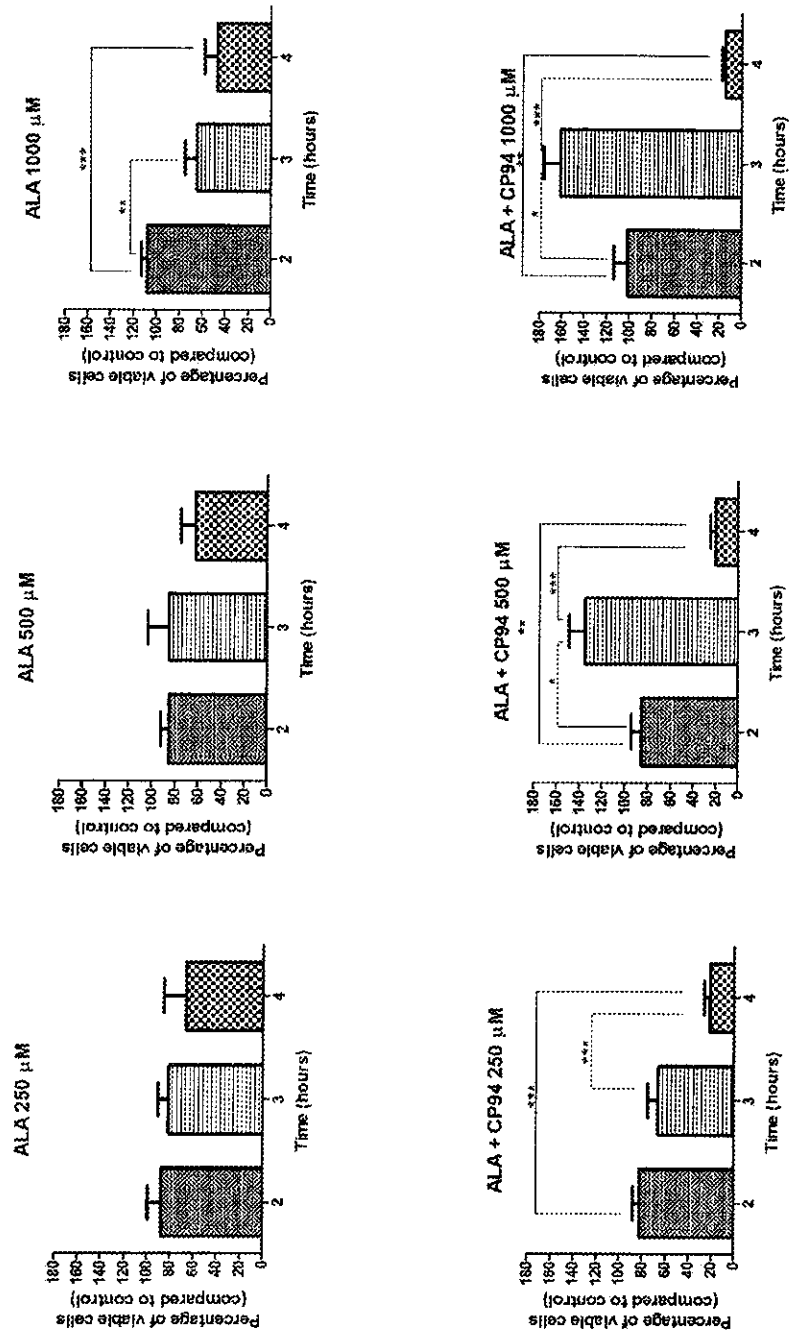 ALA 250 μM
Percentage of viable cells
(compared to control)
180
160
140
120
100
80
60
40
20
0
2 3 4
Time (hours)
ALA 500 μM
Percentage of viable cells
(compared to control)
180
160
140
120
100
80
60
40
20
0
2 3 4
Time (hours)
ALA 1000 μM
Percentage of viable cells
(compared to control)
180
160
140
120
100
80
60
40
20
0
***
**
2 3 4
Time (hours)
ALA + CP94 250 μM
Percentage of viable cells
(compared to control)
180
160
140
120
100
80
60
40
20
0
***
***
2 3 4
Time (hours)
ALA + CP94 500 μM
Percentage of viable cells
(compared to control)
180
160
140
120
100
80
60
40
20
0
**
* ***
2 3 4
Time (hours)
ALA + CP94 1000 μM
Percentage of viable cells
(compared to control)
180
160
140
120
100
80
60
40
20
0
**
* ***
2 3 4
Time (hours)